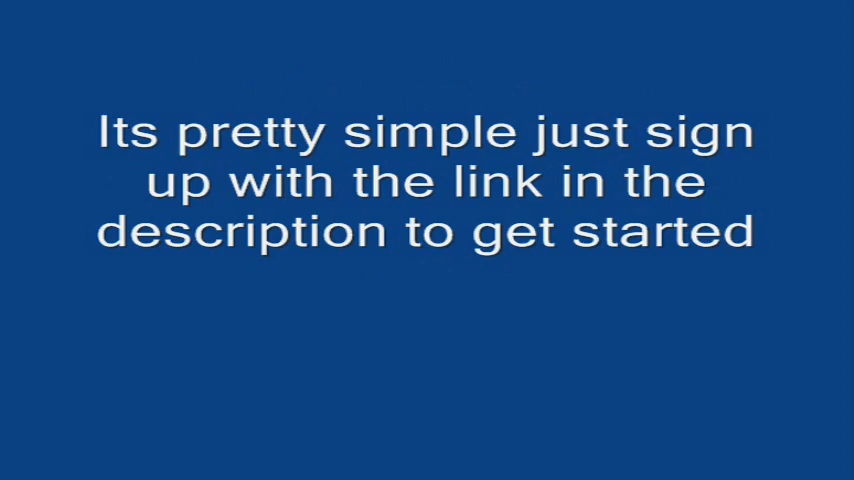 Its pretty simple just sign
up with the link in the
description to get started